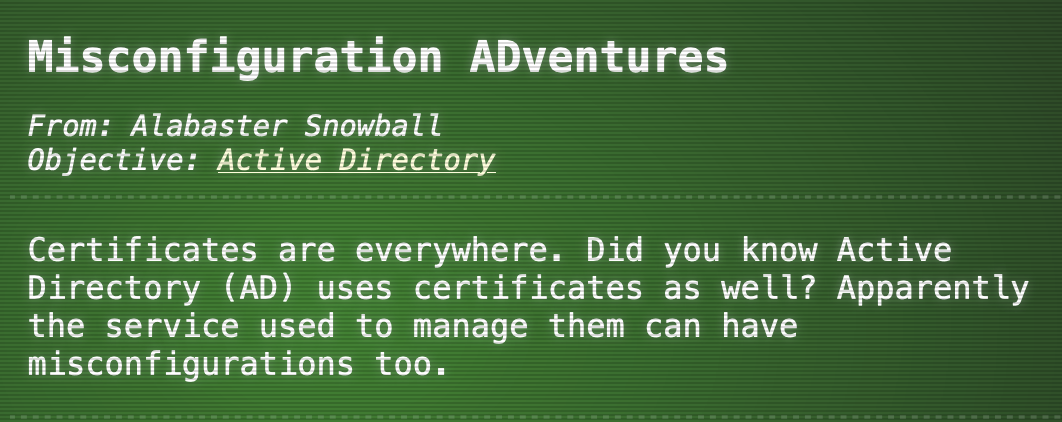 Misconfiguration ADventures
From: Alabaster Snowball
Objective: Active Directory
Certificates are everywhere. Did you know Active
Directory (AD) uses certificates as well? Apparently
the service used to manage them can have
misconfigurations too.